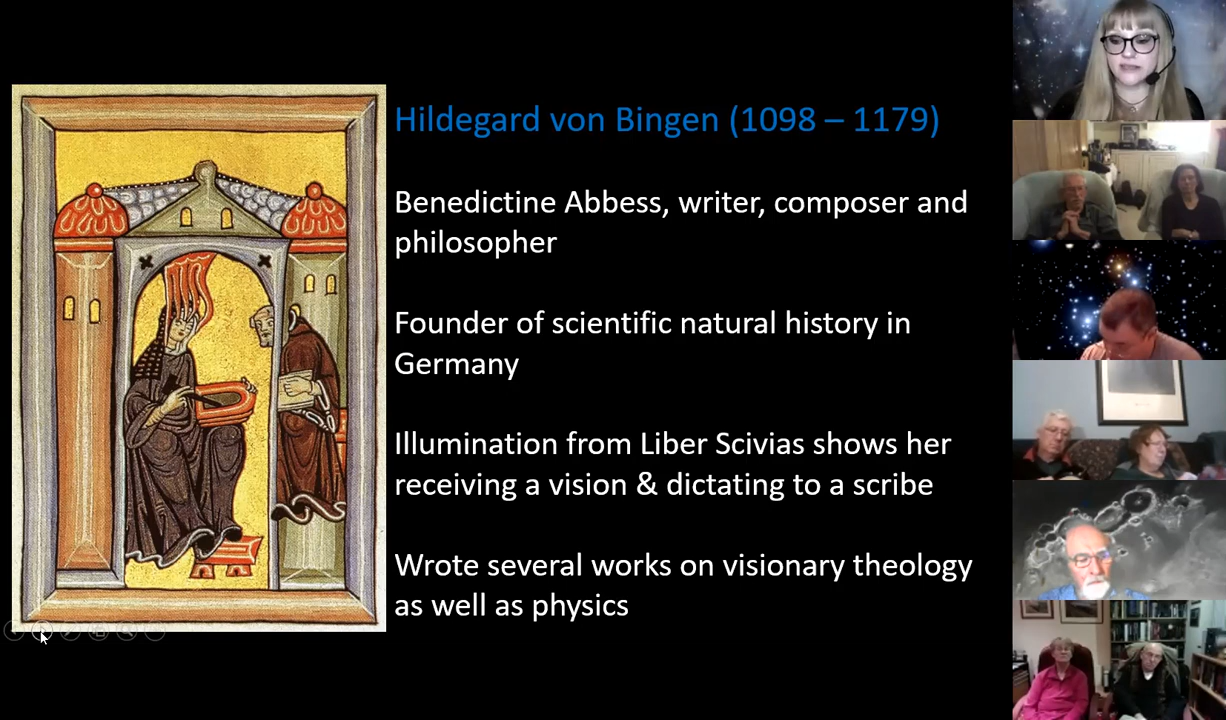 Hildegard von Bingen (1098 – 1179)
Benedictine Abbess, writer, composer and
philosopher
Founder of scientific natural history in
Germany
Illumination from Liber Scivias shows her
receiving a vision & dictating to a scribe
Wrote several works on visionary theology
as well as physics